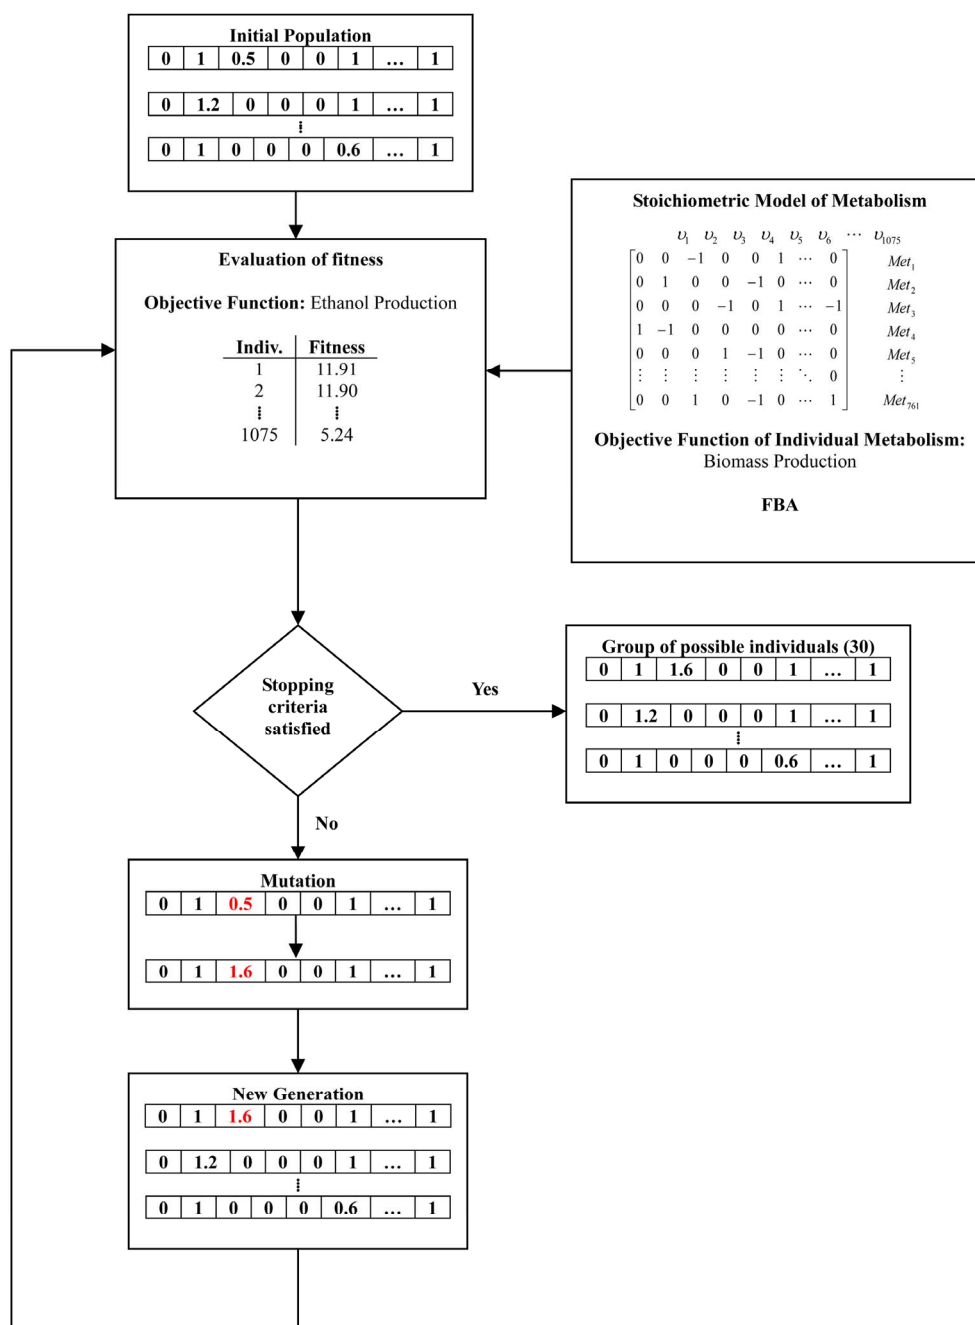 Initial Population
0 1 0.5 0 0 1 ... 1
0 1.2 0 0 0 1 ... 1
⋮
0 1 0 0 0 0.6 ... 1
Evaluation of fitness
Objective Function: Ethanol Production
Indiv. Fitness
1 11.91
2 11.90
⋮ ⋮
1075 5.24
Stoichiometric Model of Metabolism
υ1 υ2 υ3 υ4 υ5 υ6 ⋯ υ1075
0 0 −1 0 0 1 ⋯ 0 Met1
0 1 0 0 −1 0 ⋯ 0 Met2
0 0 0 −1 0 1 ⋯ −1 Met3
1 −1 0 0 0 0 ⋯ 0 Met4
0 0 0 1 −1 0 ⋯ 0 Met5
⋮ ⋮ ⋮ ⋮ ⋮ ⋮ ⋱ 0 ⋮
0 0 1 0 −1 0 ⋯ 1 Met761
Objective Function of Individual Metabolism:
Biomass Production
FBA
Stopping
criteria
satisfied
Yes
Group of possible individuals (30)
0 1 1.6 0 0 1 ... 1
0 1.2 0 0 0 1 ... 1
⋮
0 1 0 0 0 0.6 ... 1
No
Mutation
0 1 0.5 0 0 1 ... 1
0 1 1.6 0 0 1 ... 1
New Generation
0 1 1.6 0 0 1 ... 1
0 1.2 0 0 0 1 ... 1
⋮
0 1 0 0 0 0.6 ... 1